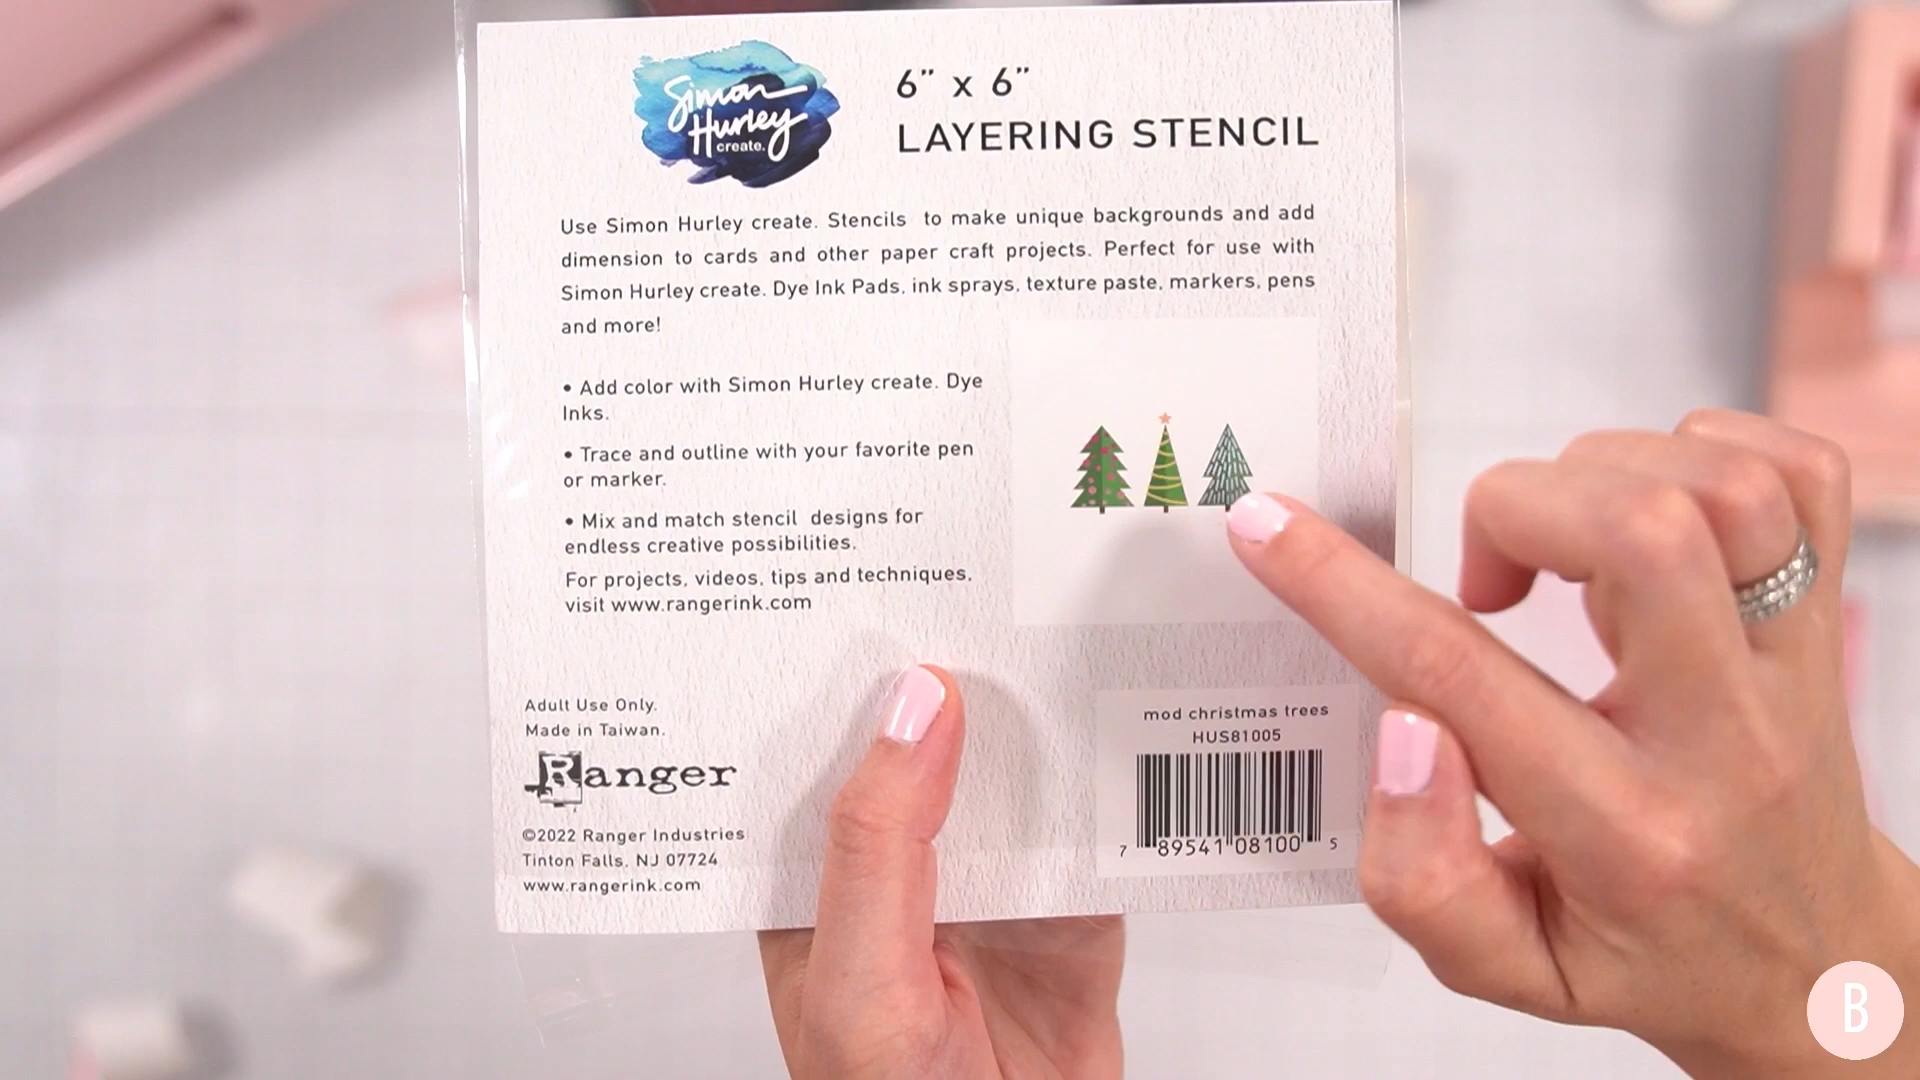 Simon
Hurley
create.
6" x 6"
LAYERING STENCIL
Use Simon Hurley create. Stencils to make unique backgrounds and add
dimension to cards and other paper craft projects. Perfect for use with
Simon Hurley create. Dye Ink Pads, ink sprays, texture paste, markers, pens
and more!
• Add color with Simon Hurley create. Dye
Inks.
• Trace and outline with your favorite pen
or marker.
• Mix and match stencil designs for
endless creative possibilities.
For projects, videos, tips and techniques,
visit www.rangerink.com
Adult Use Only.
Made in Taiwan.
Ranger
©2022 Ranger Industries
Tinton Falls, NJ 07724
www.rangerink.com
mod christmas trees
HUS81005
7 89541 08100 5
B